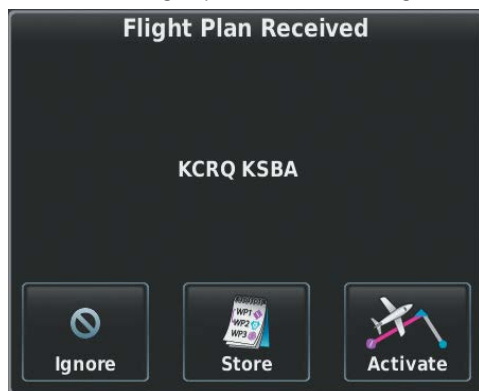 Flight Plan Received
KCRQ KSBA
WP1
WP2
WP3
Ignore
Store
Activate